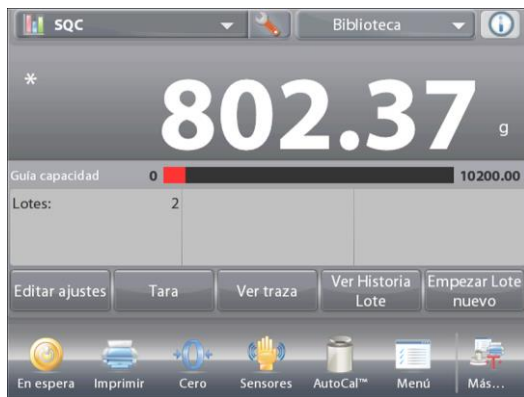 SQC
Biblioteca
*
802.37 g
Guía capacidad 0 10200.00
Lotes: 2
Editar ajustes
Tara
Ver traza
Ver Historia
Lote
Empezar Lote
nuevo
En espera
Imprimir
Cero
Sensores
AutoCal™
Menú
Más...